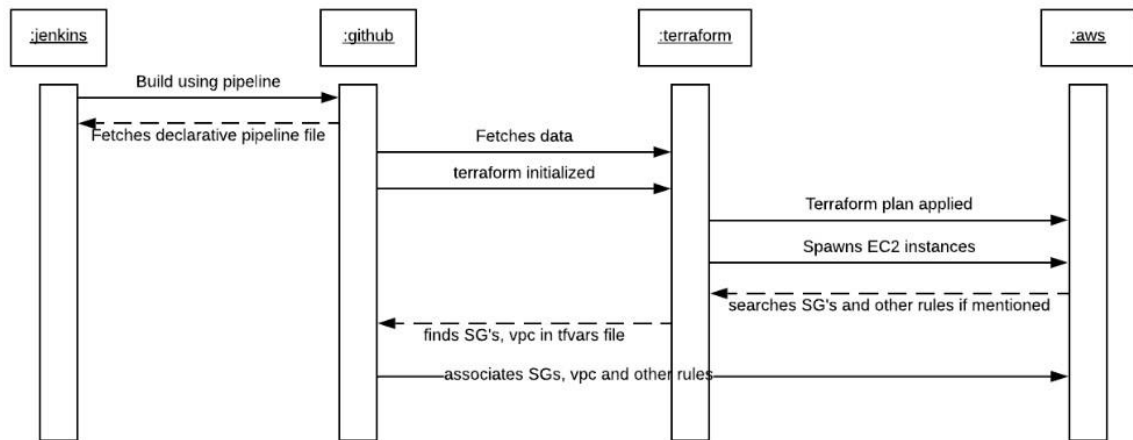 :jenkins
:github
:terraform
:aws
Build using pipeline
Fetches declarative pipeline file
Fetches data
terraform initialized
Terraform plan applied
Spawns EC2 instances
searches SG's and other rules if mentioned
finds SG's, vpc in tfvars file
associates SGs, vpc and other rules